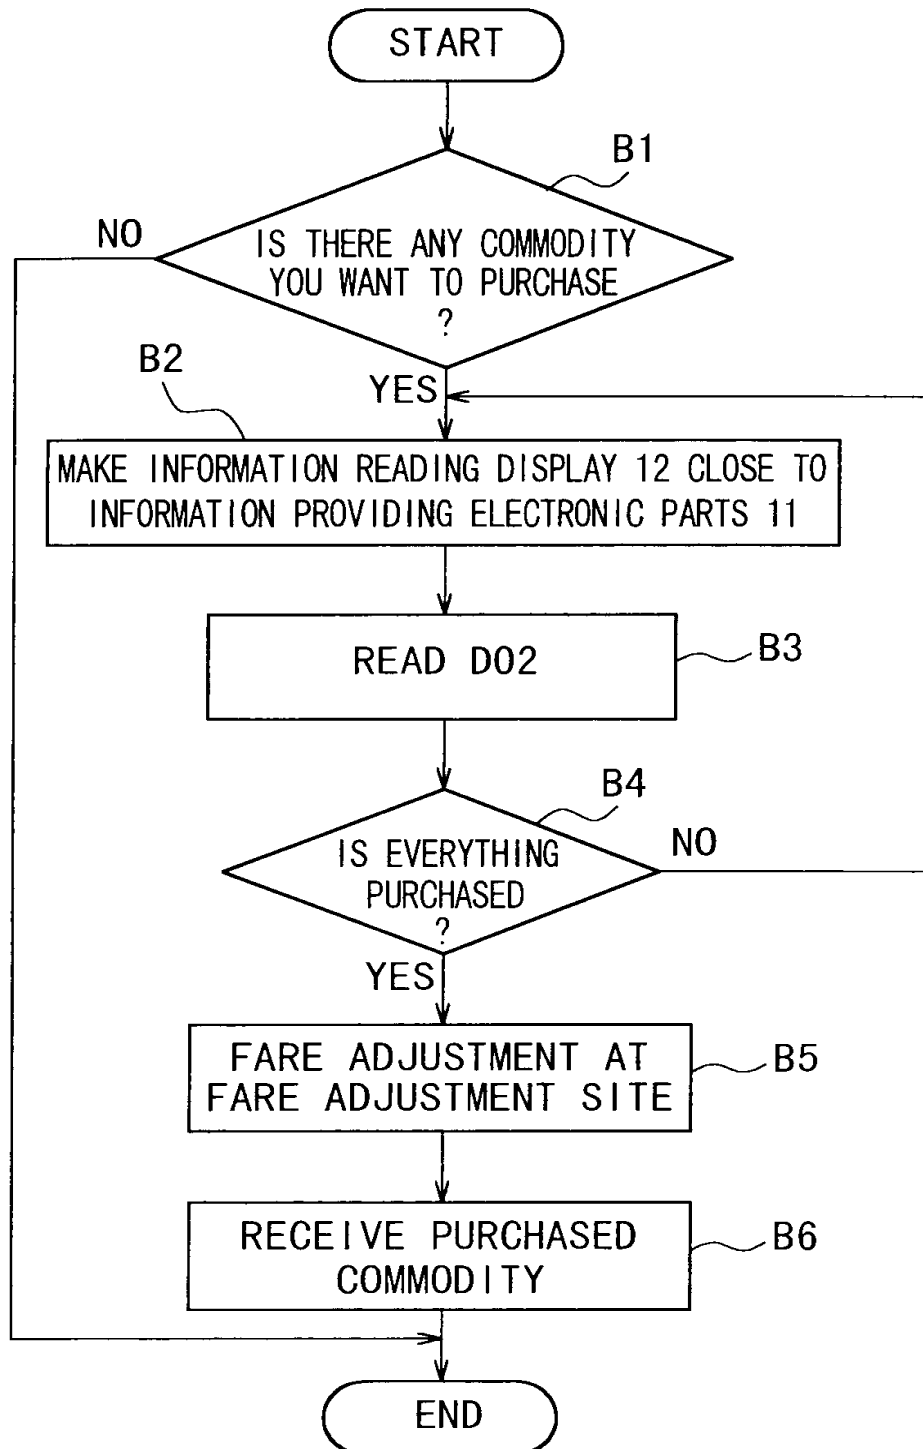 START
B1
NO
IS THERE ANY COMMODITY
YOU WANT TO PURCHASE
?
B2
YES
MAKE INFORMATION READING DISPLAY 12 CLOSE TO
INFORMATION PROVIDING ELECTRONIC PARTS 11
READ D02
B3
B4
NO
IS EVERYTHING
PURCHASED
?
YES
FARE ADJUSTMENT AT
FARE ADJUSTMENT SITE
B5
RECEIVE PURCHASED
COMMODITY
B6
END